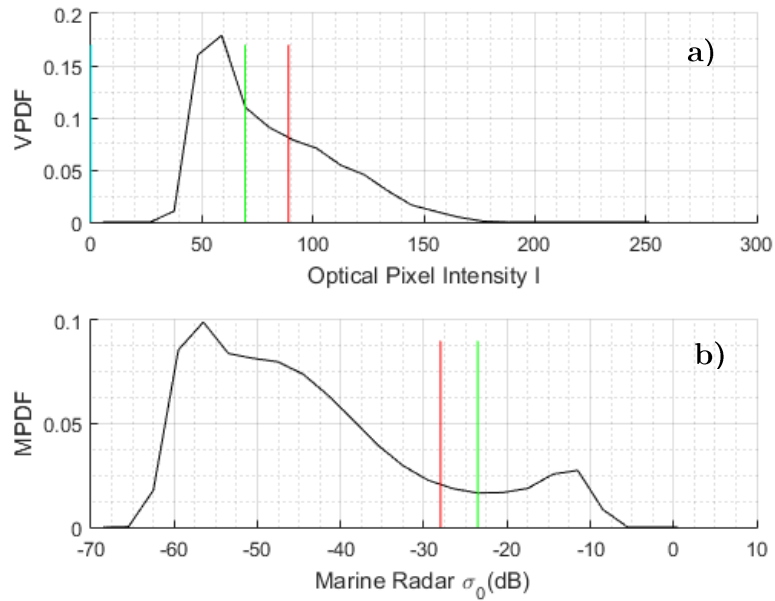 0.2
0.15
0.1
0.05
0
VPDF
a)
0 50 100 150 200 250 300
Optical Pixel Intensity I
0.1
0.05
0
MPDF
b)
-70 -60 -50 -40 -30 -20 -10 0 10
Marine Radar σ₀(dB)